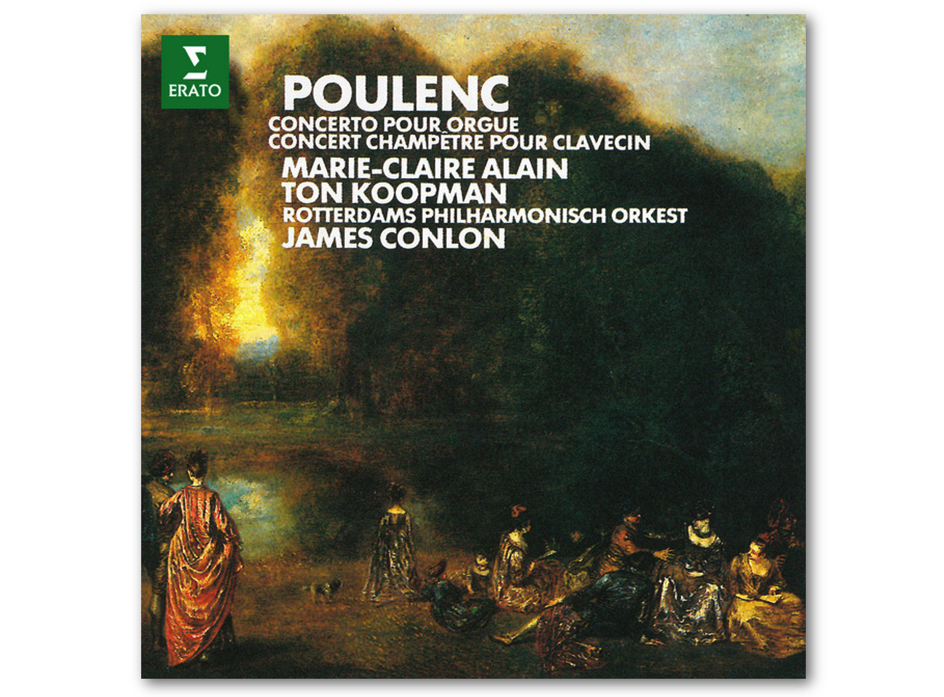 ERATO
POULENC
CONCERTO POUR ORGUE
CONCERT CHAMPÊTRE POUR CLAVECIN
MARIE-CLAIRE ALAIN
TON KOOPMAN
ROTTERDAMS PHILHARMONISCH ORKEST
JAMES CONLON